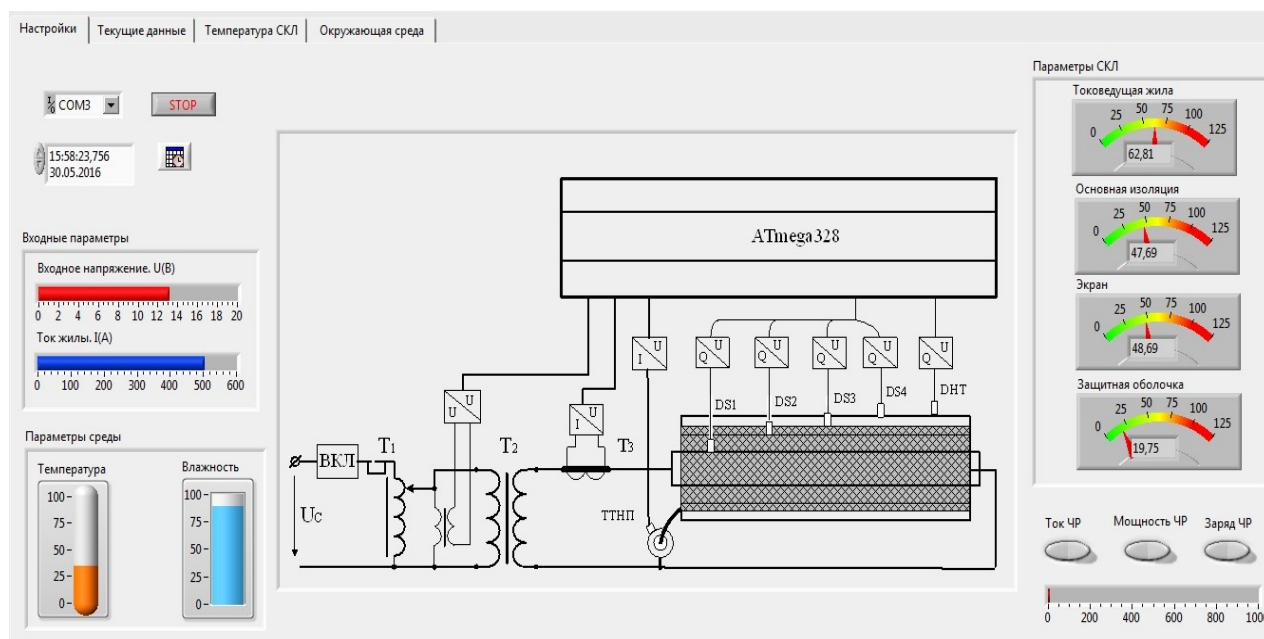 Настройки
Текущие данные
Температура СКЛ
Окружающая среда
COM3
STOP
15:58:23,756
30.05.2016
Входные параметры
Входное напряжение. U(В)
0 2 4 6 8 10 12 14 16 18 20
Ток жилы. I(А)
0 100 200 300 400 500 600
Параметры среды
Температура
100
75
50
25
0
Влажность
100
75
50
25
0
ATmega328
I U
Q U
Q U
Q U
Q U
Q U
DS1
DS2
DS3
DS4
DHT
U U
I U
ВКЛ
T1
T2
T3
Uc
ТТНП
Параметры СКЛ
Токоведущая жила
0 25 50 75 100 125
62,81
Основная изоляция
0 25 50 75 100 125
47,69
Экран
0 25 50 75 100 125
48,69
Защитная оболочка
0 25 50 75 100 125
19,75
Ток ЧР
Мощность ЧР
Заряд ЧР
0 200 400 600 800 1000